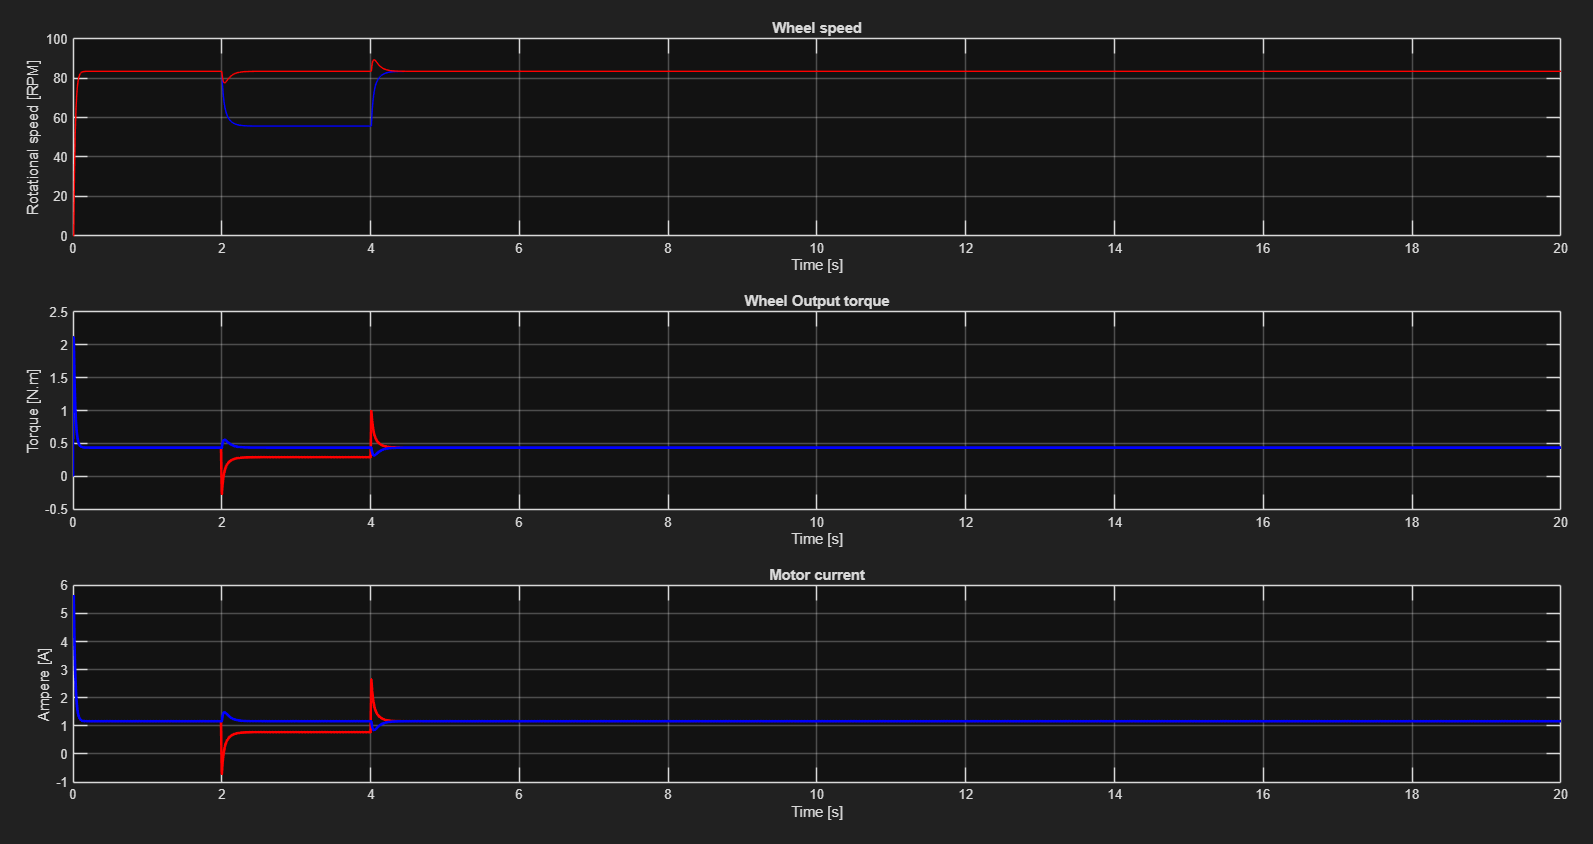 Wheel speed
100
80
60
40
20
0
Rotational speed [RPM]
0 2 4 6 8 10 12 14 16 18 20
Time [s]
Wheel Output torque
2.5
2
1.5
1
0.5
0
-0.5
Torque [N.m]
0 2 4 6 8 10 12 14 16 18 20
Time [s]
Motor current
6
5
4
3
2
1
0
-1
Ampere [A]
0 2 4 6 8 10 12 14 16 18 20
Time [s]